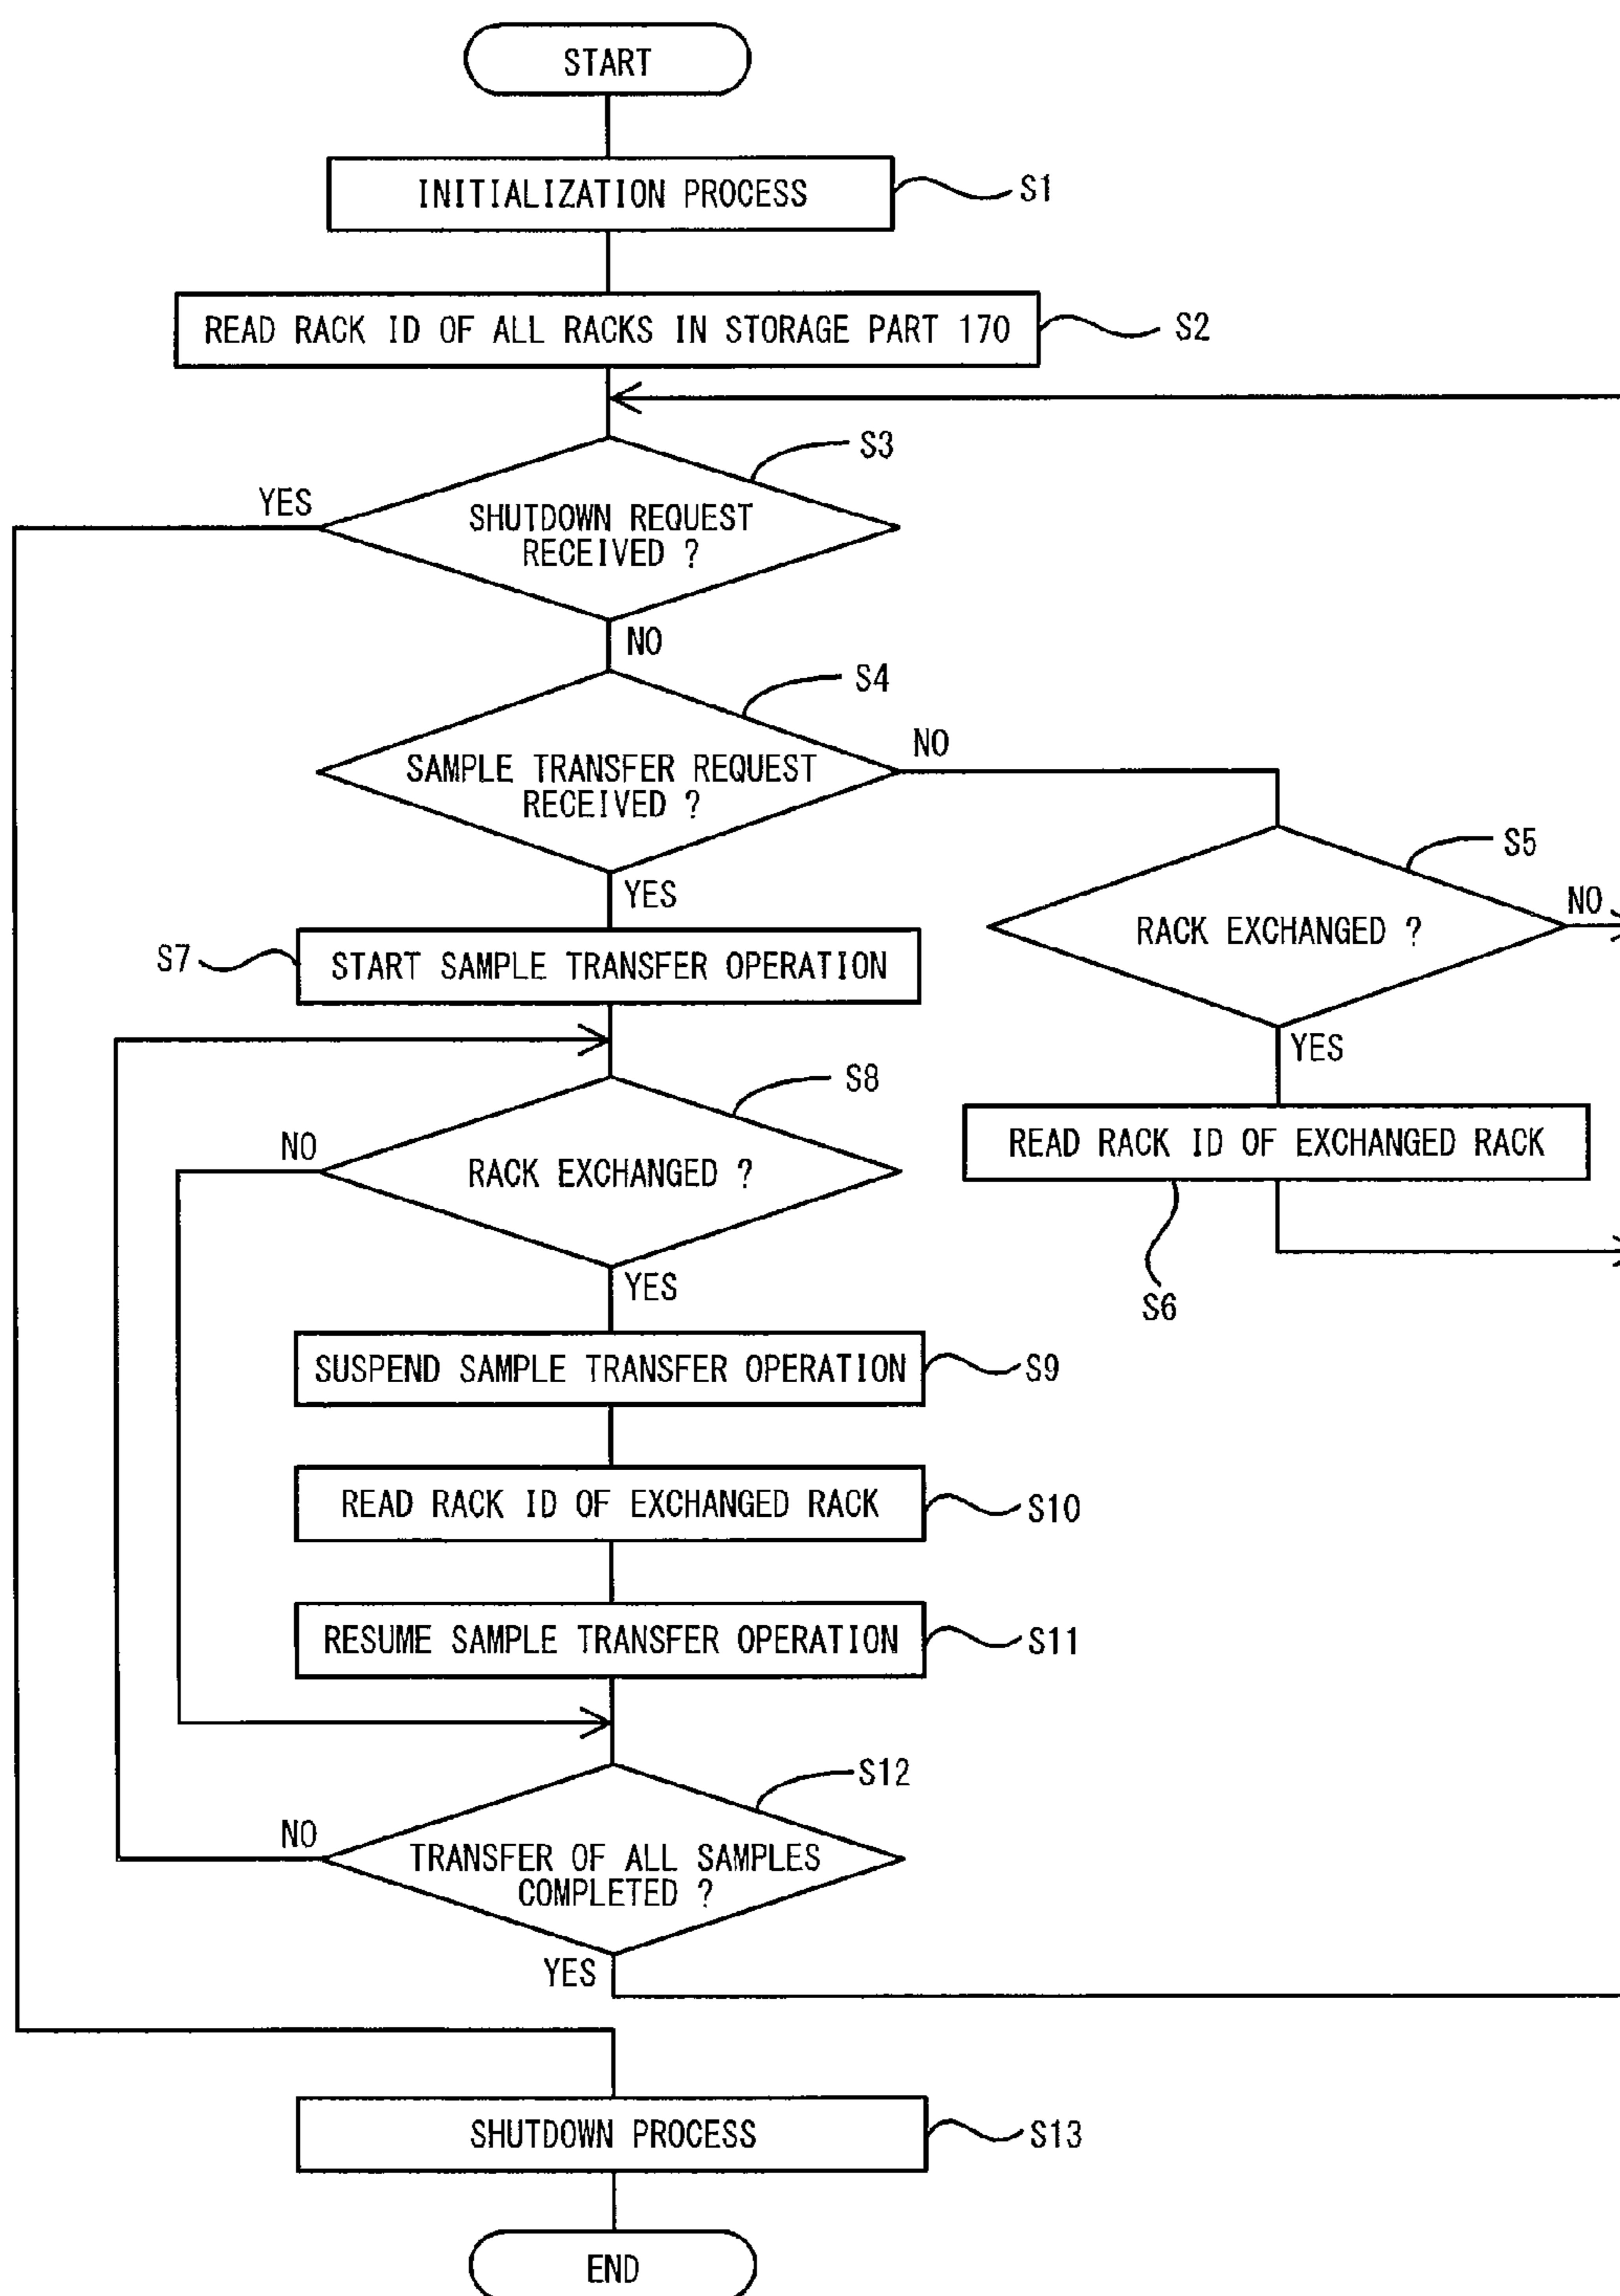 START
INITIALIZATION PROCESS
S1
READ RACK ID OF ALL RACKS IN STORAGE PART 170
S2
S3
YES
SHUTDOWN REQUEST
RECEIVED ?
NO
S4
NO
SAMPLE TRANSFER REQUEST
RECEIVED ?
YES
S5
NO
RACK EXCHANGED ?
YES
READ RACK ID OF EXCHANGED RACK
S6
S7
START SAMPLE TRANSFER OPERATION
S8
NO
RACK EXCHANGED ?
YES
SUSPEND SAMPLE TRANSFER OPERATION
S9
READ RACK ID OF EXCHANGED RACK
S10
RESUME SAMPLE TRANSFER OPERATION
S11
S12
NO
TRANSFER OF ALL SAMPLES
COMPLETED ?
YES
SHUTDOWN PROCESS
S13
END